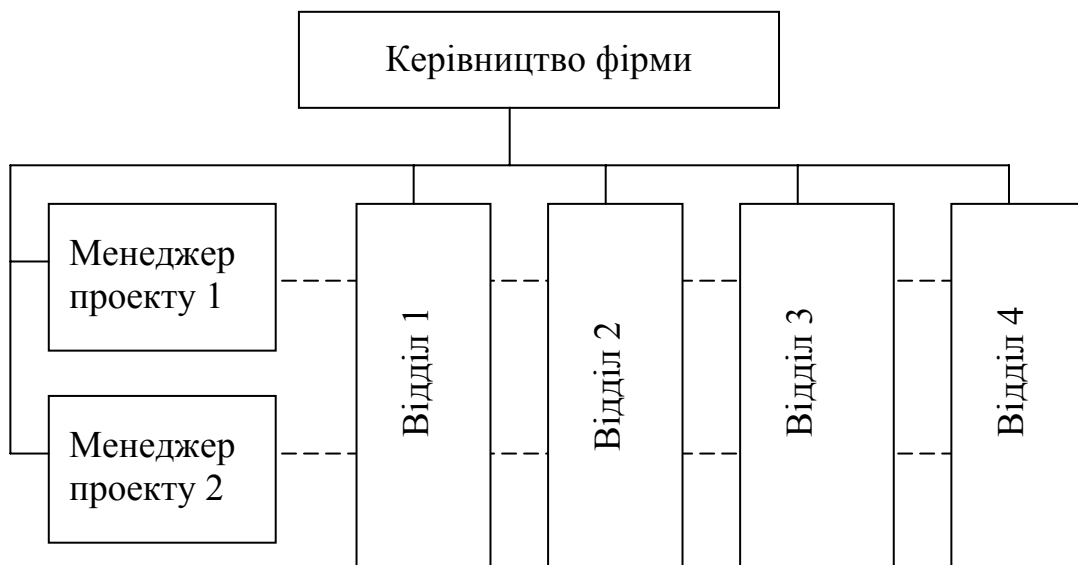 Керівництво фірми
Менеджер
проекту 1
Менеджер
проекту 2
Відділ 1
Відділ 2
Відділ 3
Відділ 4